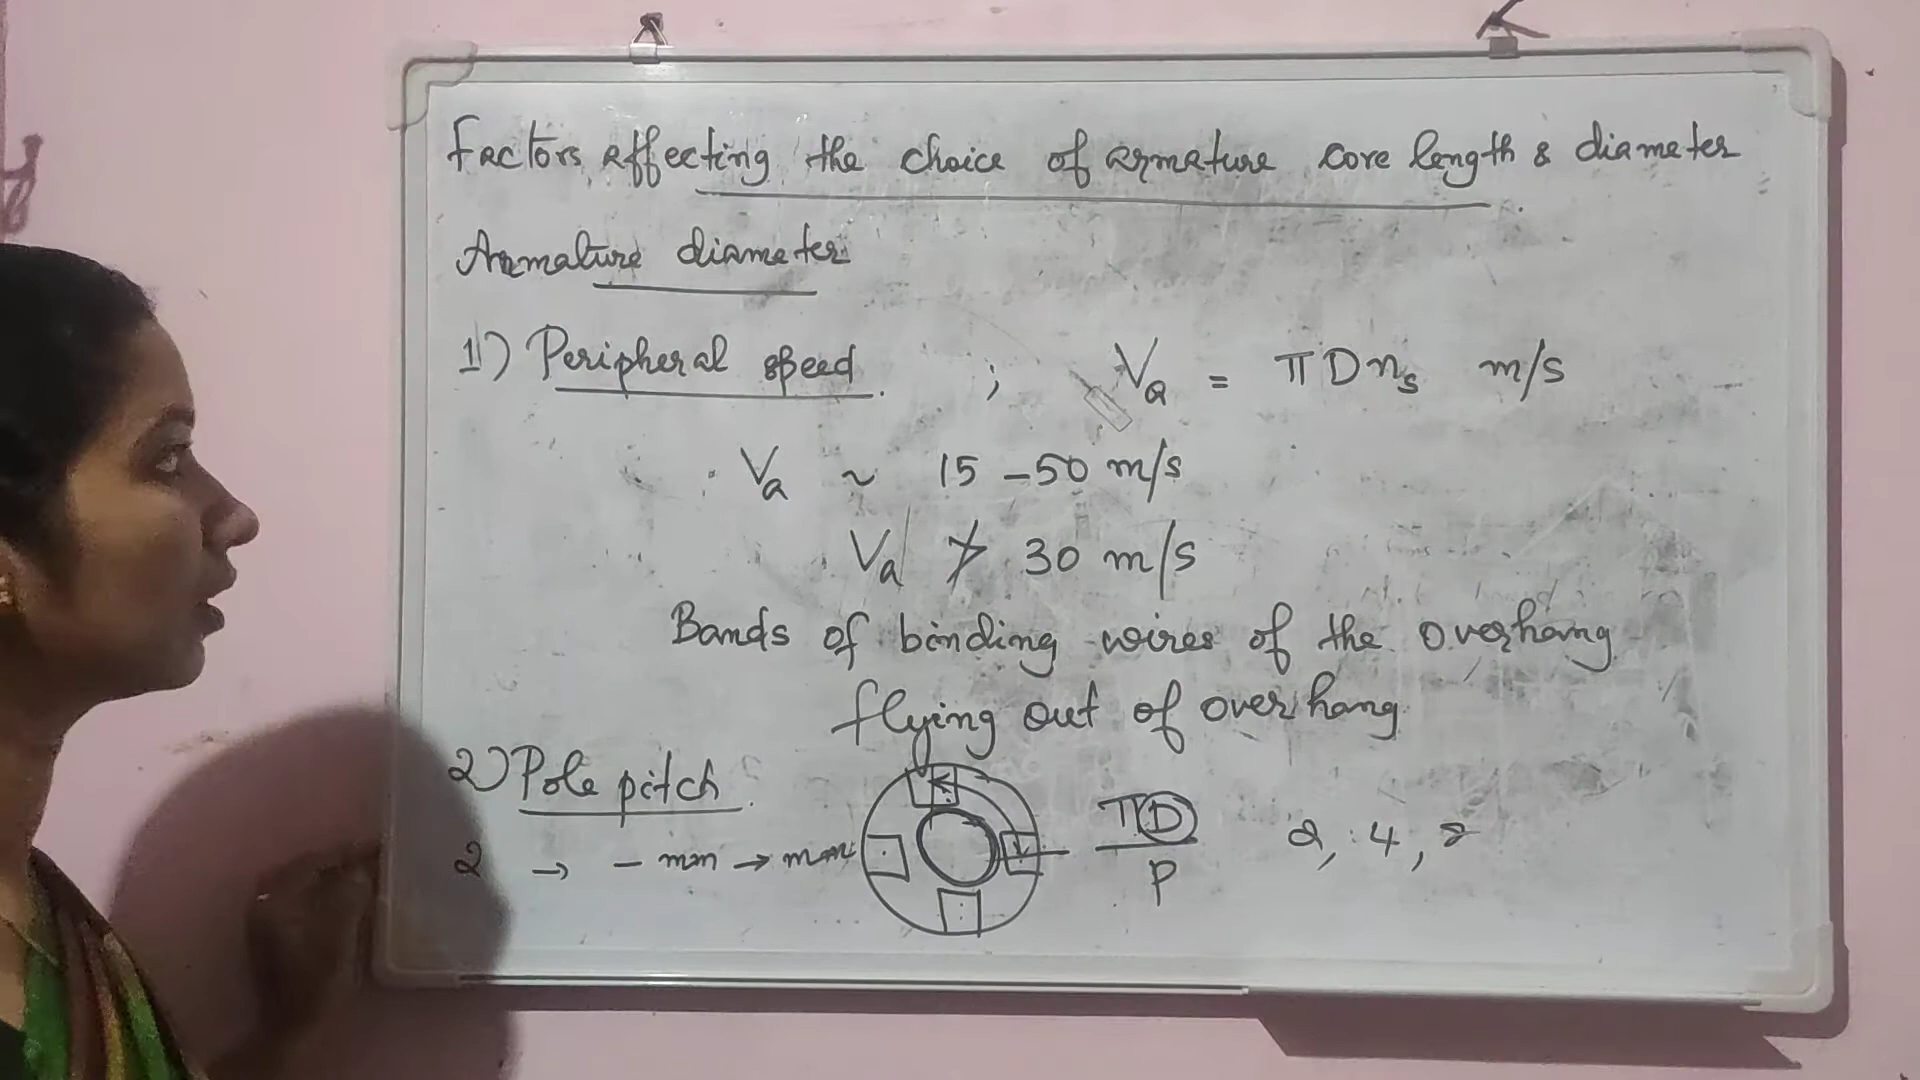 Factors affecting the choice of armature core length & diameter
Armature diameter
1) Peripheral speed ; Va = πDns m/s
Va ~ 15 - 50 m/s
Va ≯ 30 m/s
Bands of binding wires of the overhang
flying out of overhang
2) Pole pitch
πD/P 2, 4,
2 → - mm → mm